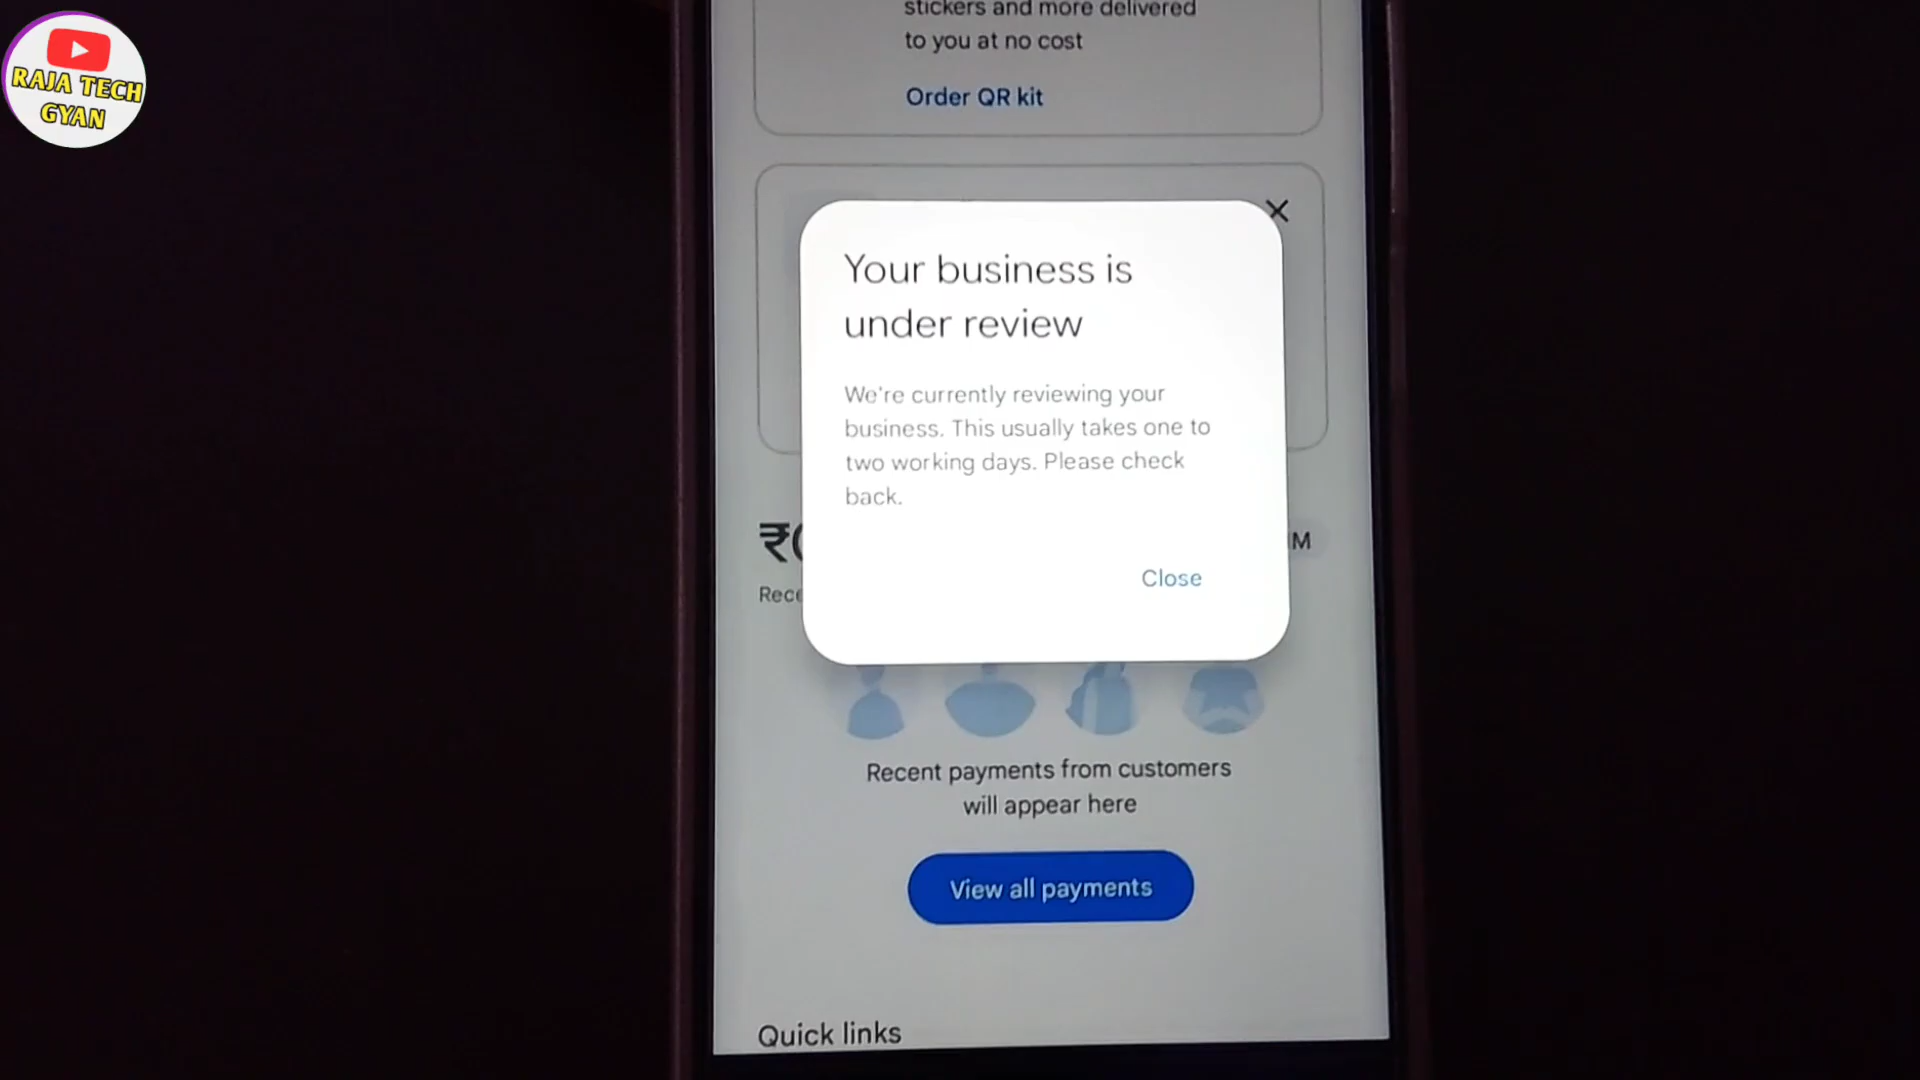 RAJA TECH
GYAN
stickers and more delivered
to you at no cost
Order QR kit
Your business is
under review
We're currently reviewing your
business. This usually takes one to
two working days. Please check
back.
Close
Recent payments from customers
will appear here
View all payments
Quick links